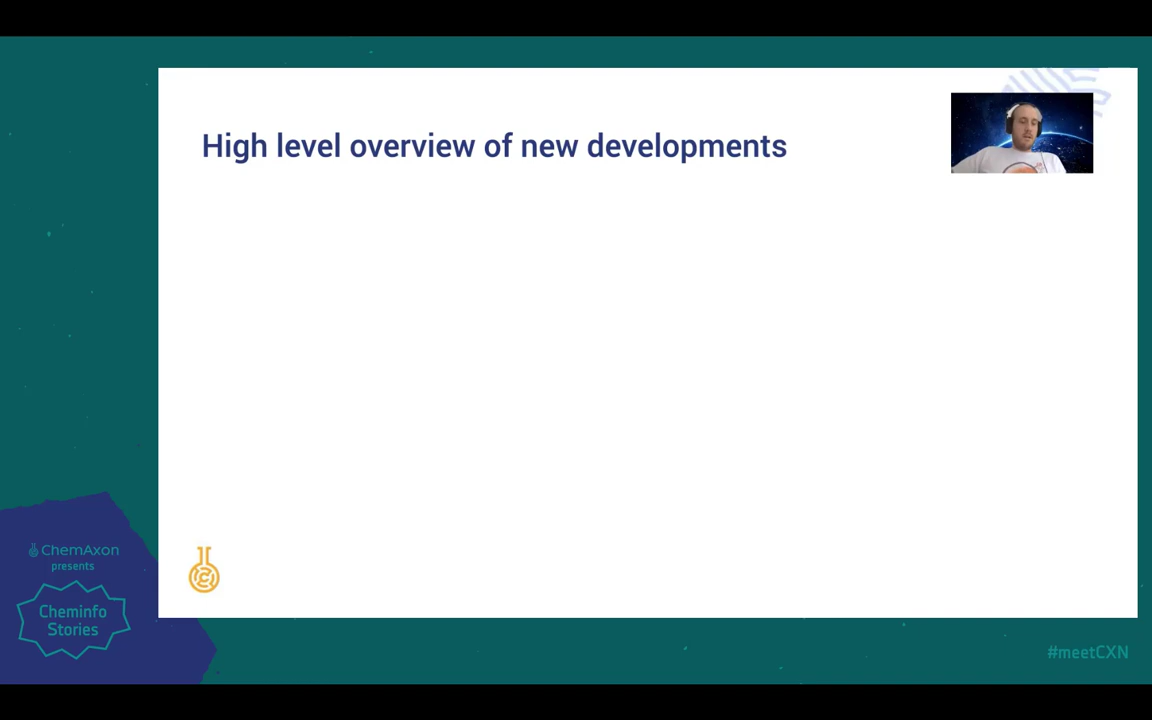 High level overview of new developments
ChemAxon
presents
Cheminfo
Stories
#meetCXN